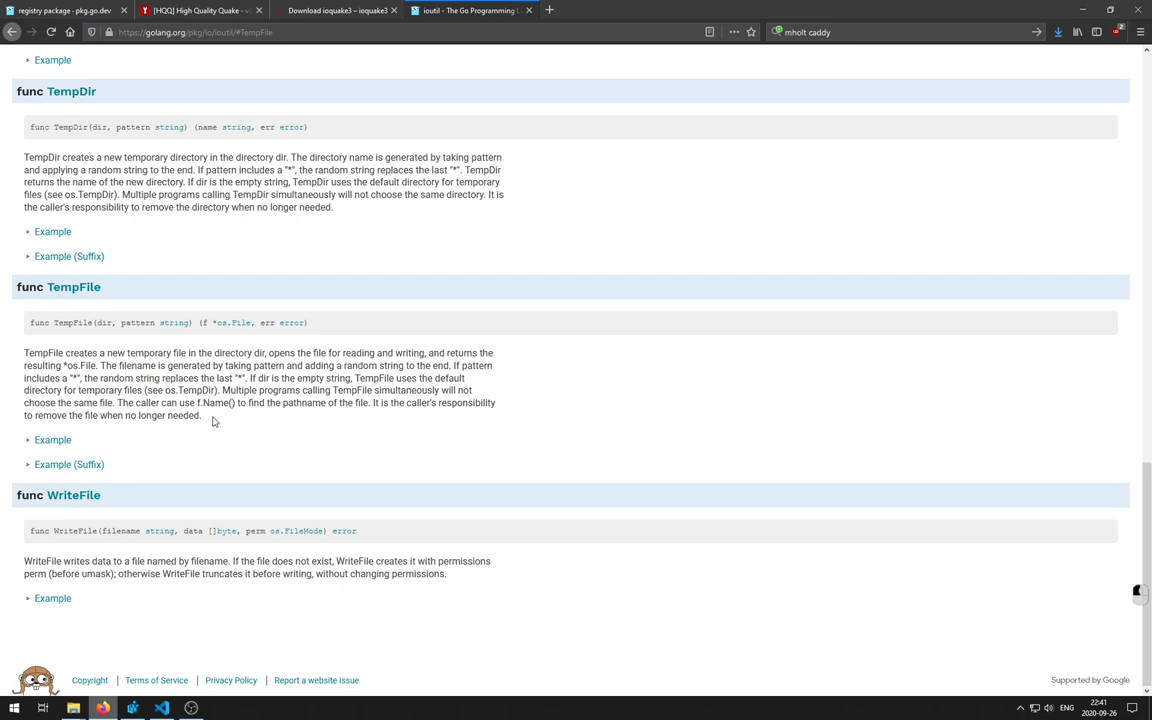 registry package - pkg.go.dev
[HQQ] High Quality Quake - v
Download ioquake3 – ioquake3
ioutil - The Go Programming L
https://golang.org/pkg/io/ioutil/#TempFile
mholt caddy
2
Example
func TempDir
func TempDir(dir, pattern string) (name string, err error)
TempDir creates a new temporary directory in the directory dir. The directory name is generated by taking pattern
and applying a random string to the end. If pattern includes a "*", the random string replaces the last "*". TempDir
returns the name of the new directory. If dir is the empty string, TempDir uses the default directory for temporary
files (see os.TempDir). Multiple programs calling TempDir simultaneously will not choose the same directory. It is
the caller's responsibility to remove the directory when no longer needed.
Example
Example (Suffix)
func TempFile
func TempFile(dir, pattern string) (f *os.File, err error)
TempFile creates a new temporary file in the directory dir, opens the file for reading and writing, and returns the
resulting *os.File. The filename is generated by taking pattern and adding a random string to the end. If pattern
includes a "*", the random string replaces the last "*". If dir is the empty string, TempFile uses the default
directory for temporary files (see os.TempDir). Multiple programs calling TempFile simultaneously will not
choose the same file. The caller can use f.Name() to find the pathname of the file. It is the caller's responsibility
to remove the file when no longer needed.
Example
Example (Suffix)
func WriteFile
func WriteFile(filename string, data []byte, perm os.FileMode) error
WriteFile writes data to a file named by filename. If the file does not exist, WriteFile creates it with permissions
perm (before umask); otherwise WriteFile truncates it before writing, without changing permissions.
Example
Copyright | Terms of Service | Privacy Policy | Report a website issue
Supported by Google
ENG
22:41
2020-09-26